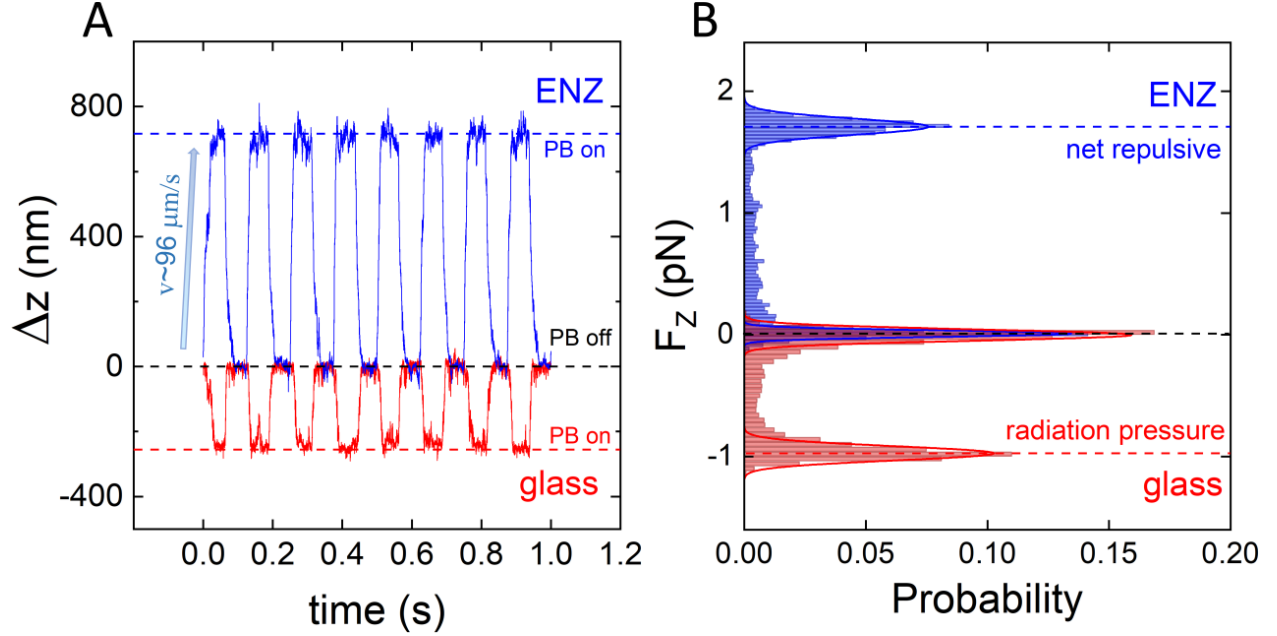 A
Δz (nm)
800
400
0
-400
ENZ
PB on
v~96 μm/s
PB off
PB on
glass
0.0 0.2 0.4 0.6 0.8 1.0 1.2
time (s)
B
F_Z (pN)
2
1
0
-1
ENZ
net repulsive
radiation pressure
glass
0.00 0.05 0.10 0.15 0.20
Probability